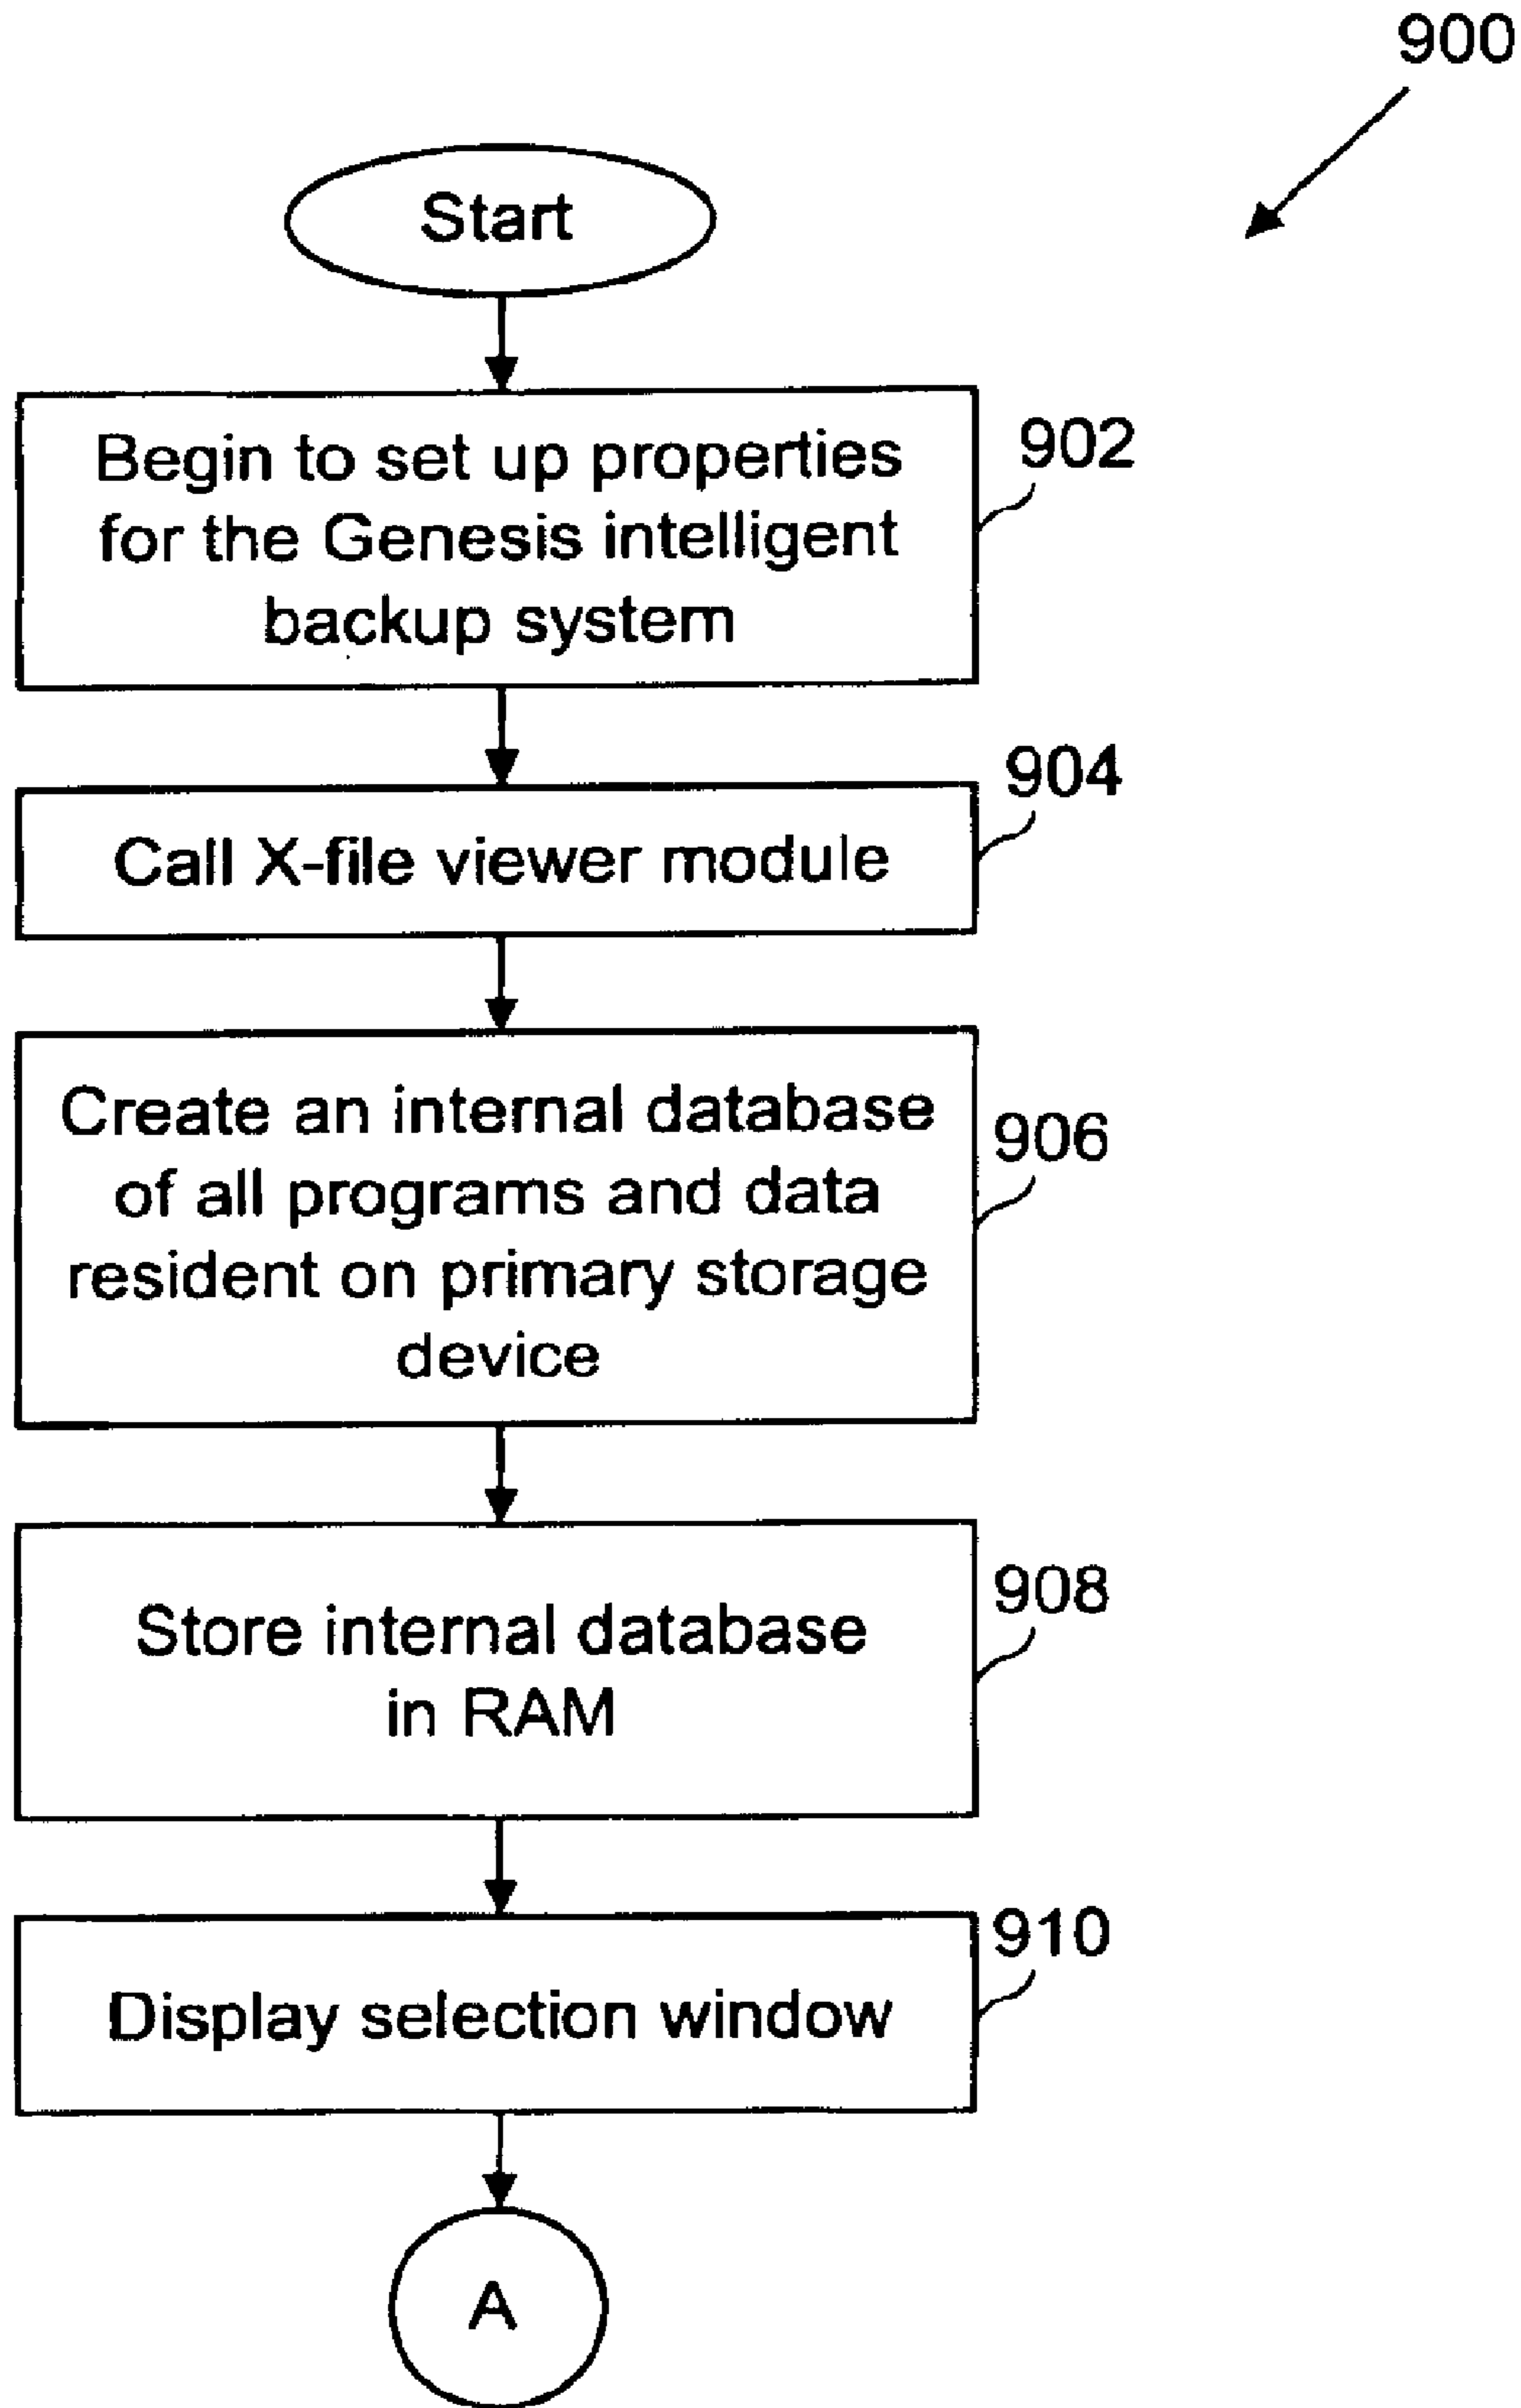 900
Start
Begin to set up properties
for the Genesis intelligent
backup system
902
Call X-file viewer module
904
Create an internal database
of all programs and data
resident on primary storage
device
906
Store internal database
in RAM
908
Display selection window
910
A